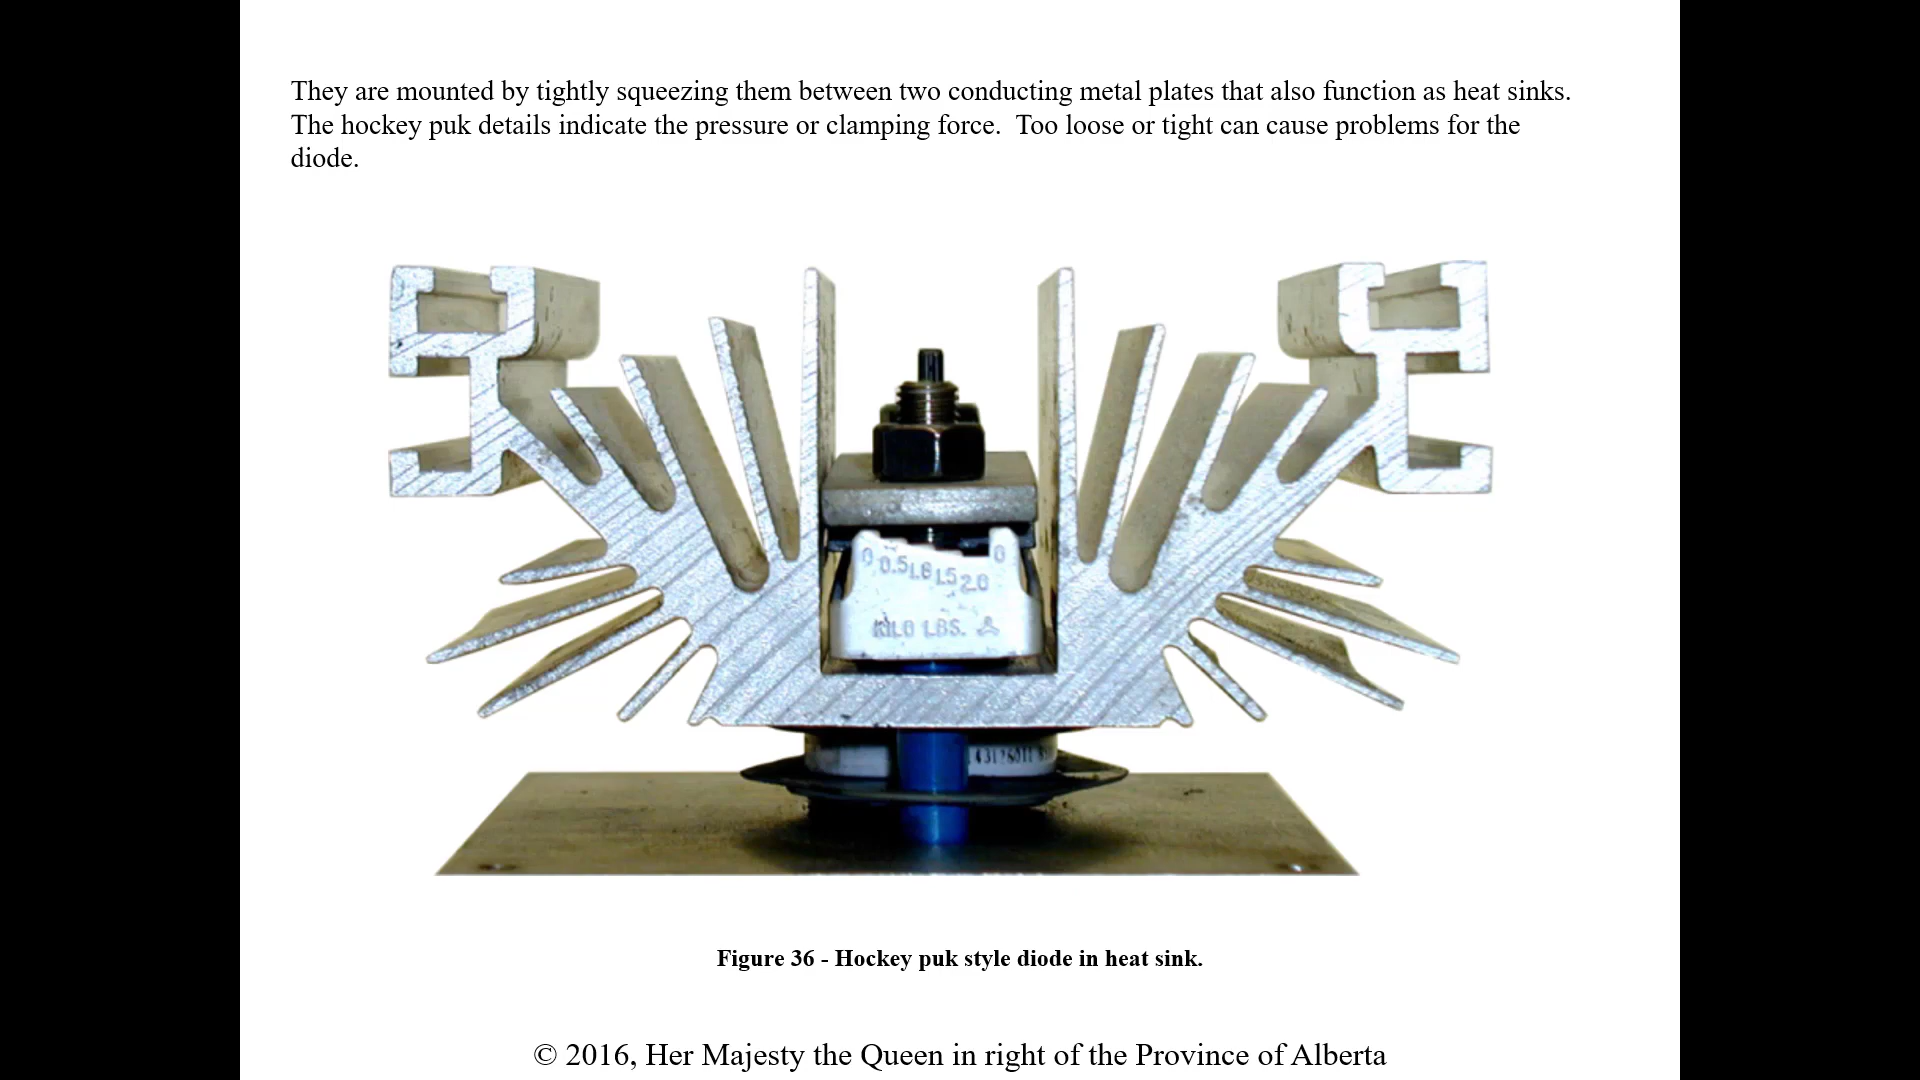 They are mounted by tightly squeezing them between two conducting metal plates that also function as heat sinks.
The hockey puk details indicate the pressure or clamping force.  Too loose or tight can cause problems for the
diode.
0 0.5 1.0 1.5 2.0 0
KILO LBS.
Figure 36 - Hockey puk style diode in heat sink.
© 2016, Her Majesty the Queen in right of the Province of Alberta